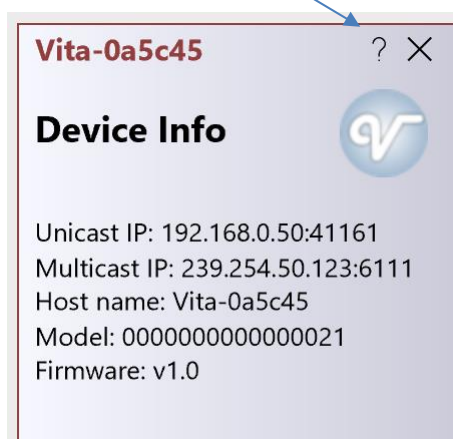 Vita-0a5c45 ? X
Device Info
Unicast IP: 192.168.0.50:41161
Multicast IP: 239.254.50.123:6111
Host name: Vita-0a5c45
Model: 0000000000000021
Firmware: v1.0